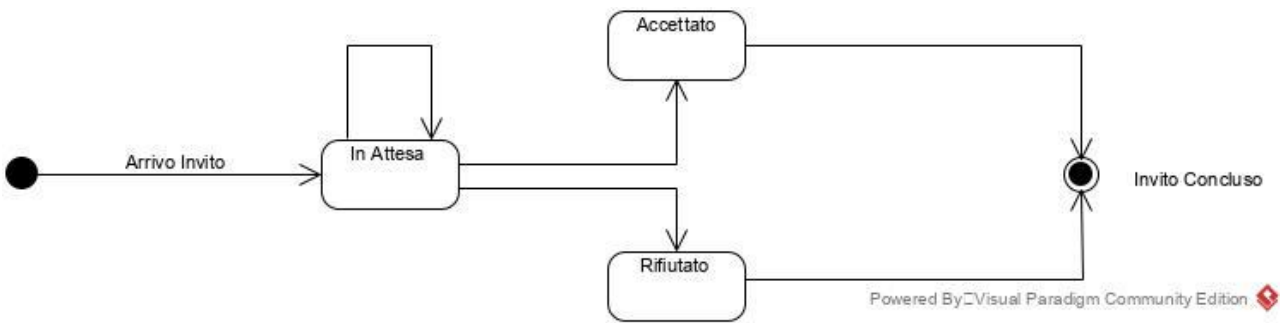 Accettato
In Attesa
Arrivo Invito
Invito Concluso
Rifiutato
Powered By Visual Paradigm Community Edition